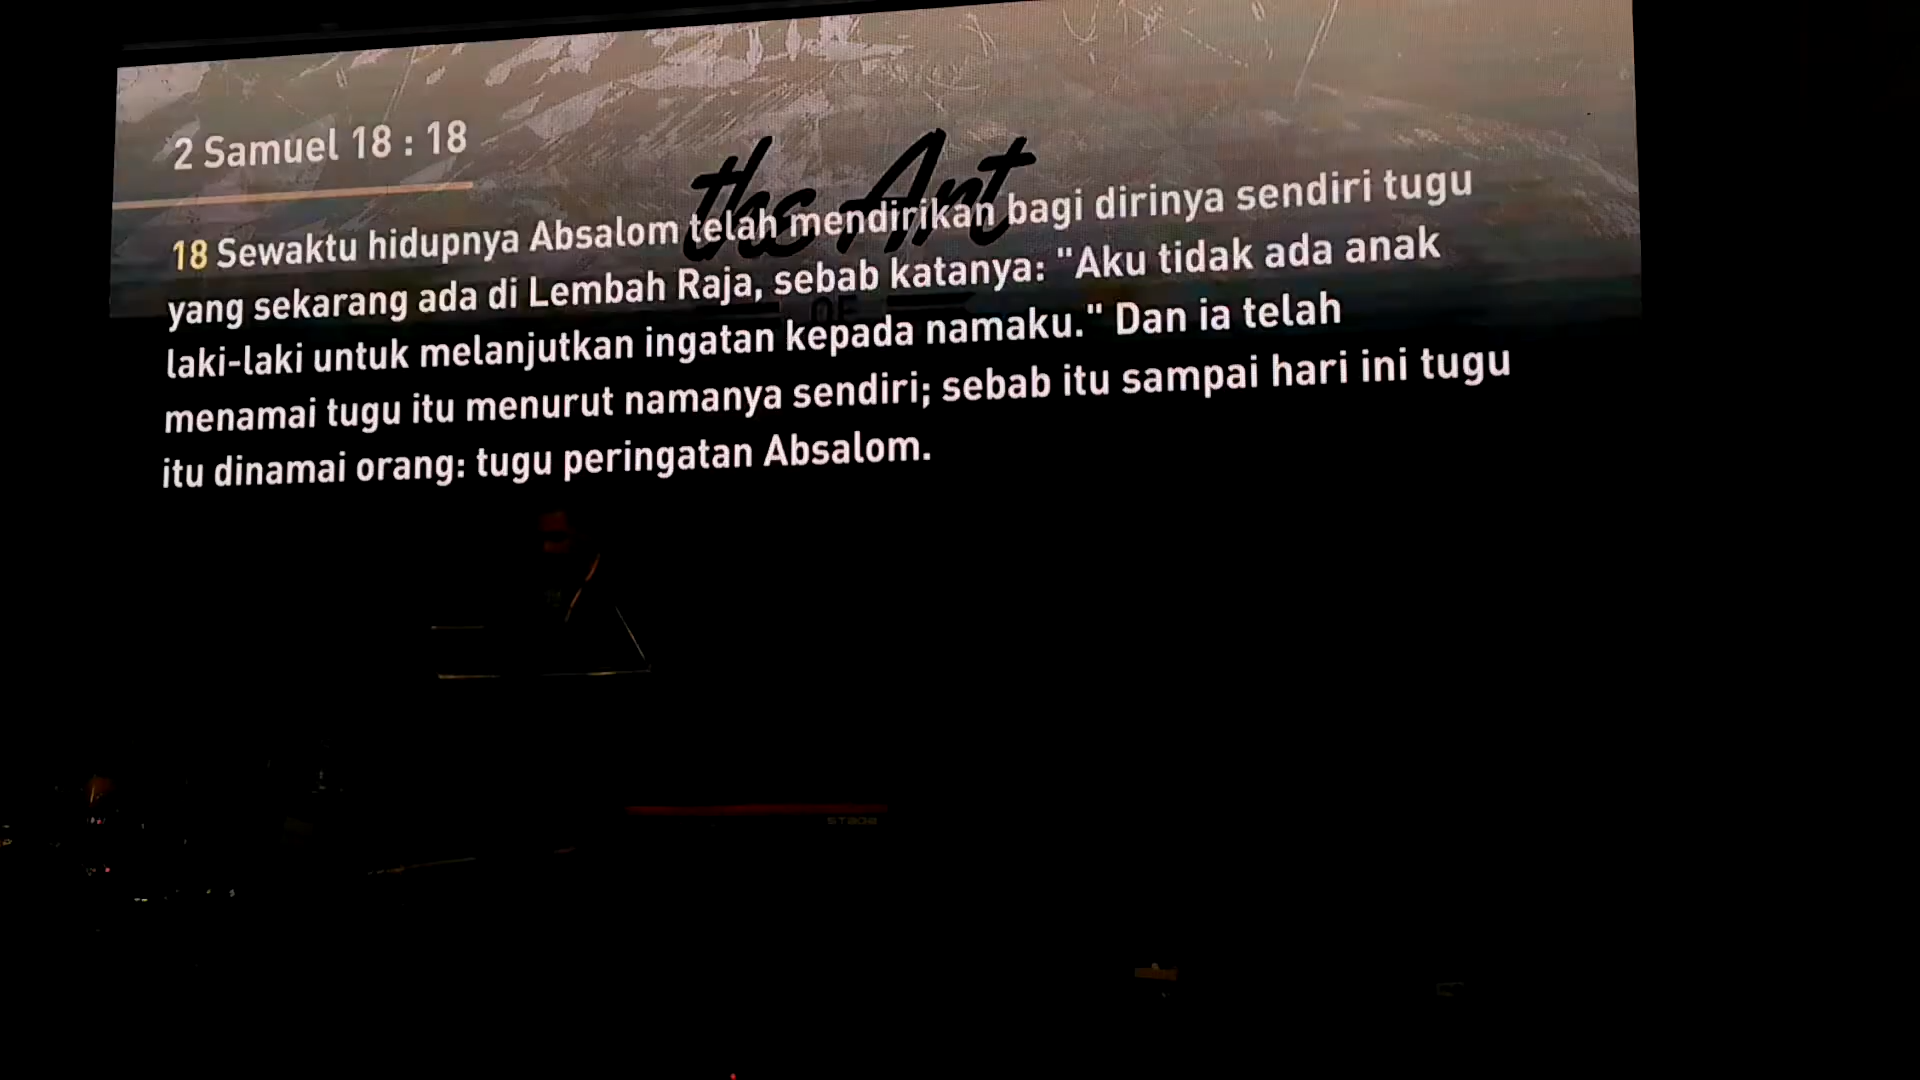 2 Samuel 18 : 18
the Art
OF
18 Sewaktu hidupnya Absalom telah mendirikan bagi dirinya sendiri tugu
yang sekarang ada di Lembah Raja, sebab katanya: "Aku tidak ada anak
laki-laki untuk melanjutkan ingatan kepada namaku." Dan ia telah
menamai tugu itu menurut namanya sendiri; sebab itu sampai hari ini tugu
itu dinamai orang: tugu peringatan Absalom.